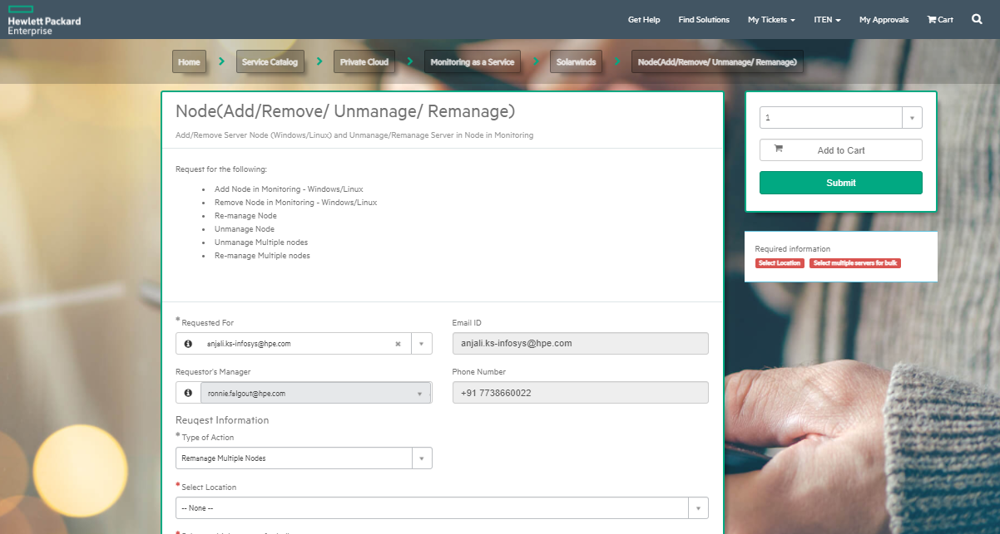 Hewlett Packard
Enterprise
Get Help Find Solutions My Tickets ITEN My Approvals Cart
Home Service Catalog Private Cloud Monitoring as a Service Solarwinds Node(Add/Remove/ Unmanage/ Remanage)
Node(Add/Remove/ Unmanage/ Remanage)
Add/Remove Server Node (Windows/Linux) and Unmanage/Remanage Server in Node in Monitoring
Request for the following:
• Add Node in Monitoring - Windows/Linux
• Remove Node in Monitoring - Windows/Linux
• Re-manage Node
• Unmanage Node
• Unmanage Multiple nodes
• Re-manage Multiple nodes
* Requested For
anjali.ks-infosys@hpe.com
Email ID
anjali.ks-infosys@hpe.com
Requestor's Manager
ronnie.falgout@hpe.com
Phone Number
+91 7738660022
Reuqest Information
* Type of Action
Remanage Multiple Nodes
* Select Location
-- None --
1
Add to Cart
Submit
Required information
Select Location Select multiple servers for bulk